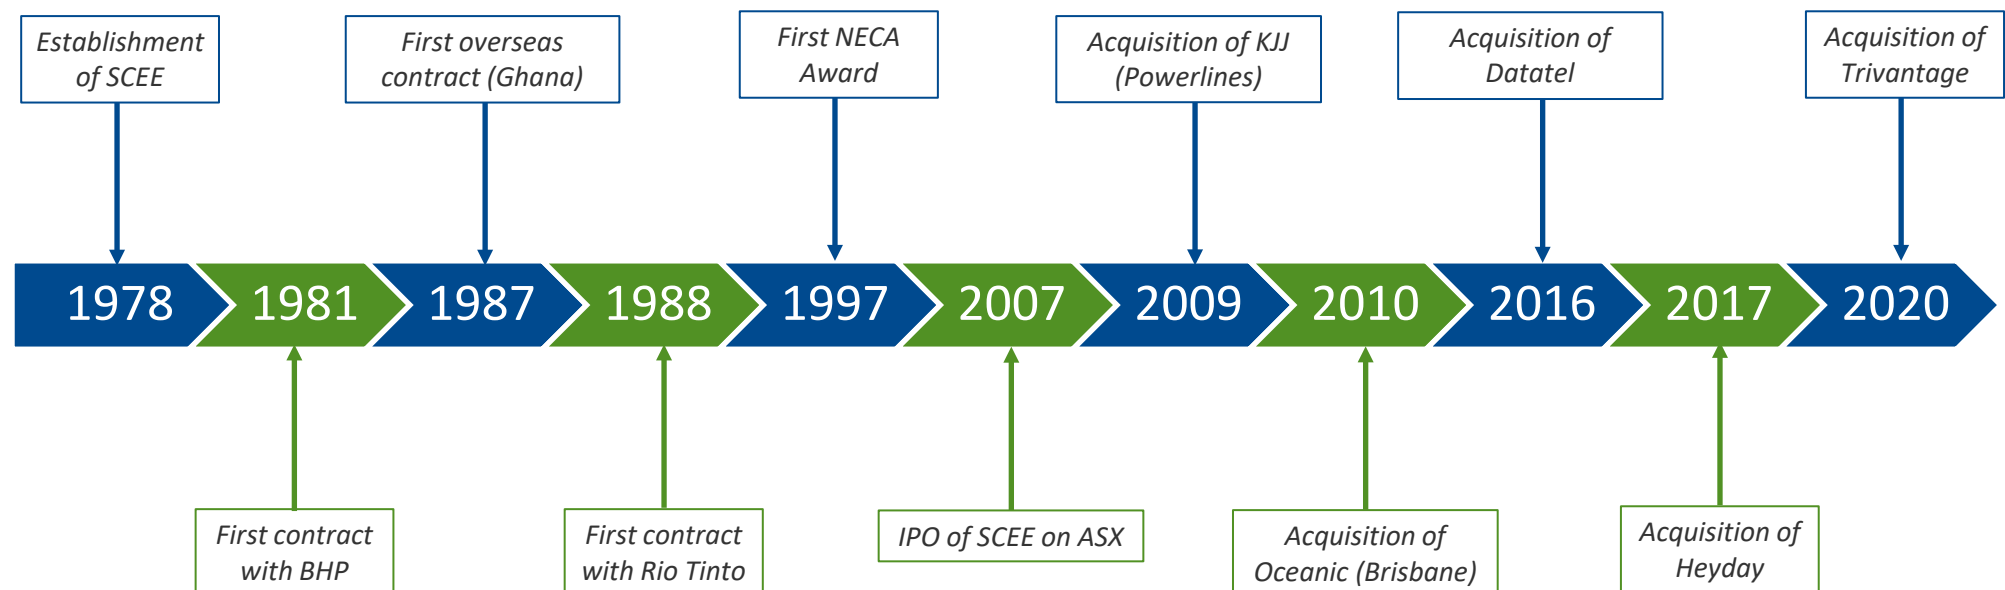 Establishment
of SCEE
First overseas
contract (Ghana)
First NECA
Award
Acquisition of KJJ
(Powerlines)
Acquisition of
Datatel
Acquisition of
Trivantage
1978
1981
1987
1988
1997
2007
2009
2010
2016
2017
2020
First contract
with BHP
First contract
with Rio Tinto
IPO of SCEE on ASX
Acquisition of
Oceanic (Brisbane)
Acquisition of
Heyday